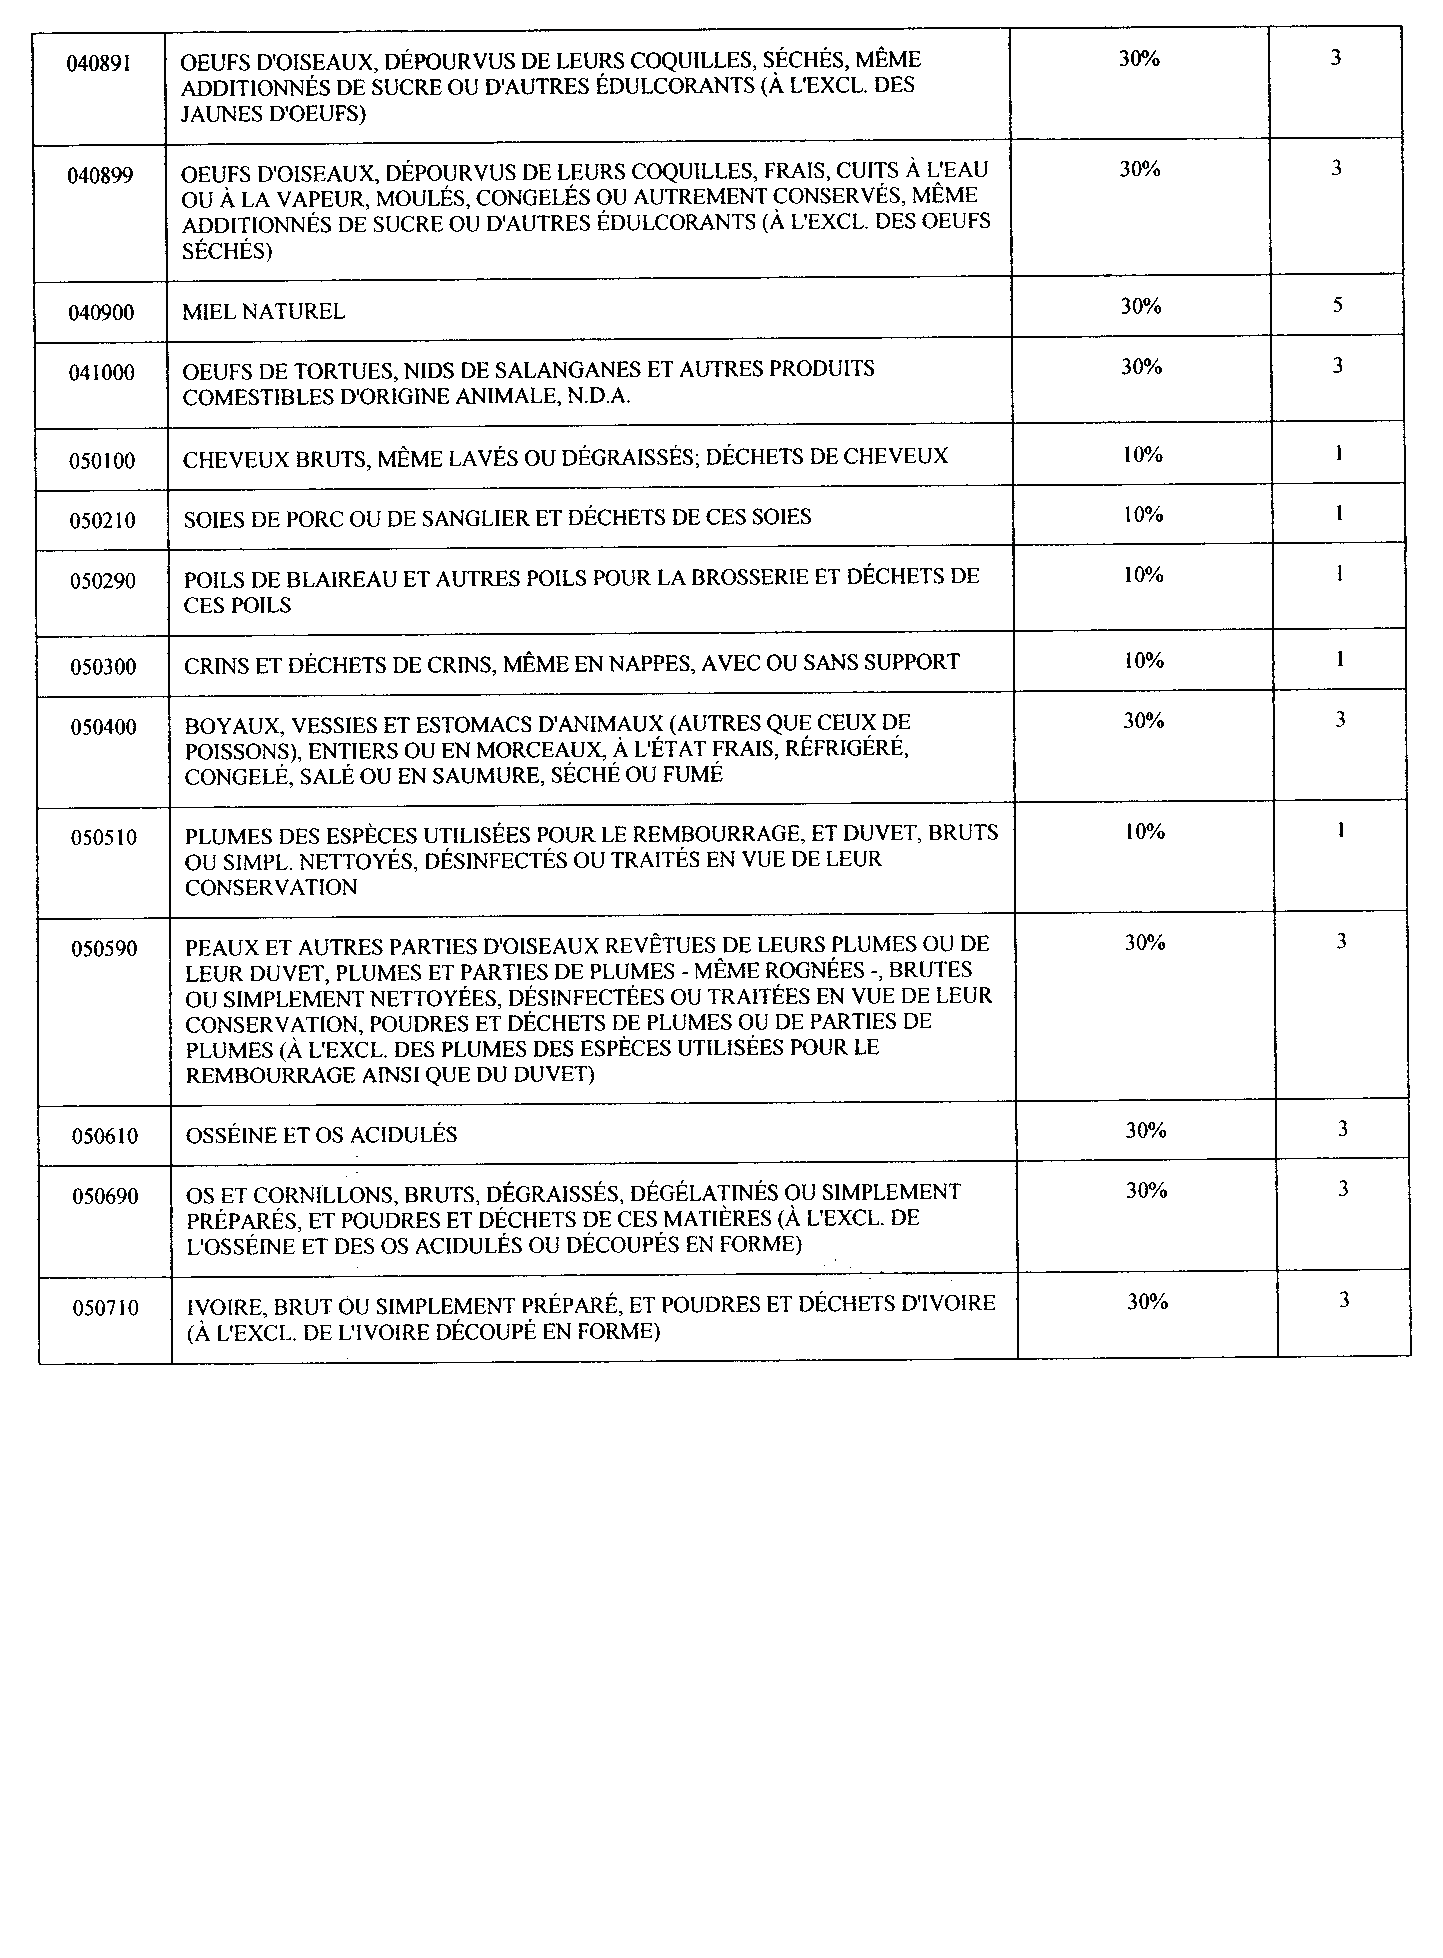 040891 OEUFS D'OISEAUX, DÉPOURVUS DE LEURS COQUILLES, SÉCHÉS, MÊME 30% 3
ADDITIONNÉS DE SUCRE OU D'AUTRES ÉDULCORANTS (À L'EXCL. DES
JAUNES D'OEUFS)
040899 OEUFS D'OISEAUX, DÉPOURVUS DE LEURS COQUILLES, FRAIS, CUITS À L'EAU 30% 3
OU À LA VAPEUR, MOULÉS, CONGELÉS OU AUTREMENT CONSERVÉS, MÊME
ADDITIONNÉS DE SUCRE OU D'AUTRES ÉDULCORANTS (À L'EXCL. DES OEUFS
SÉCHÉS)
040900 MIEL NATUREL 30% 5
041000 OEUFS DE TORTUES, NIDS DE SALANGANES ET AUTRES PRODUITS 30% 3
COMESTIBLES D'ORIGINE ANIMALE, N.D.A.
050100 CHEVEUX BRUTS, MÊME LAVÉS OU DÉGRAISSÉS; DÉCHETS DE CHEVEUX 10% 1
050210 SOIES DE PORC OU DE SANGLIER ET DÉCHETS DE CES SOIES 10% 1
050290 POILS DE BLAIREAU ET AUTRES POILS POUR LA BROSSERIE ET DÉCHETS DE 10% 1
CES POILS
050300 CRINS ET DÉCHETS DE CRINS, MÊME EN NAPPES, AVEC OU SANS SUPPORT 10% 1
050400 BOYAUX, VESSIES ET ESTOMACS D'ANIMAUX (AUTRES QUE CEUX DE 30% 3
POISSONS), ENTIERS OU EN MORCEAUX, À L'ÉTAT FRAIS, RÉFRIGÉRÉ,
CONGELÉ, SALÉ OU EN SAUMURE, SÉCHÉ OU FUMÉ
050510 PLUMES DES ESPÈCES UTILISÉES POUR LE REMBOURRAGE, ET DUVET, BRUTS 10% 1
OU SIMPL. NETTOYÉS, DÉSINFECTÉS OU TRAITÉS EN VUE DE LEUR
CONSERVATION
050590 PEAUX ET AUTRES PARTIES D'OISEAUX REVÊTUES DE LEURS PLUMES OU DE 30% 3
LEUR DUVET, PLUMES ET PARTIES DE PLUMES - MÊME ROGNÉES -, BRUTES
OU SIMPLEMENT NETTOYÉES, DÉSINFECTÉES OU TRAITÉES EN VUE DE LEUR
CONSERVATION, POUDRES ET DÉCHETS DE PLUMES OU DE PARTIES DE
PLUMES (À L'EXCL. DES PLUMES DES ESPÈCES UTILISÉES POUR LE
REMBOURRAGE AINSI QUE DU DUVET)
050610 OSSÉINE ET OS ACIDULÉS 30% 3
050690 OS ET CORNILLONS, BRUTS, DÉGRAISSÉS, DÉGÉLATINÉS OU SIMPLEMENT 30% 3
PRÉPARÉS, ET POUDRES ET DÉCHETS DE CES MATIÈRES (À L'EXCL. DE
L'OSSÉINE ET DES OS ACIDULÉS OU DÉCOUPÉS EN FORME)
050710 IVOIRE, BRUT OU SIMPLEMENT PRÉPARÉ, ET POUDRES ET DÉCHETS D'IVOIRE 30% 3
(À L'EXCL. DE L'IVOIRE DÉCOUPÉ EN FORME)